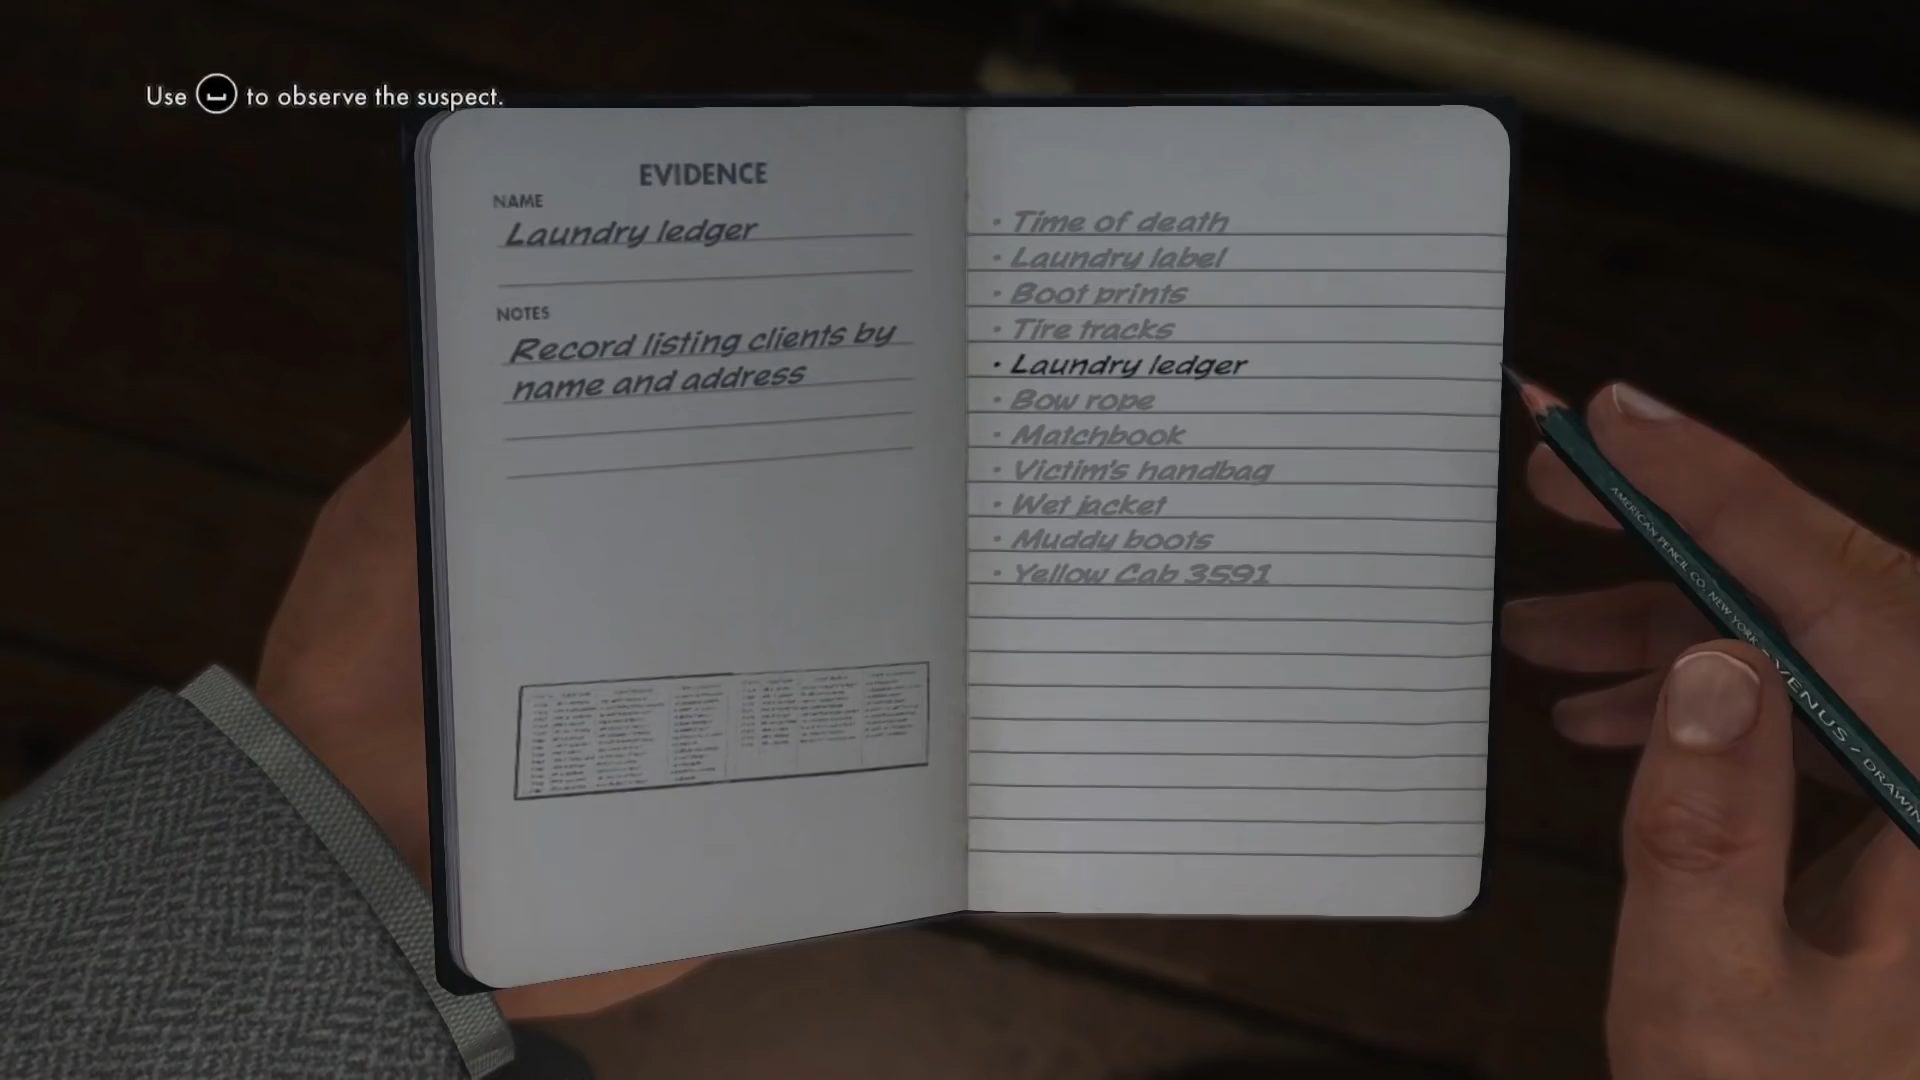 Use ⎵ to observe the suspect.
EVIDENCE
NAME
Laundry ledger
NOTES
Record listing clients by
name and address
• Time of death
• Laundry label
• Boot prints
• Tire tracks
• Laundry ledger
• Bow rope
• Matchbook
• Victim's handbag
• Wet jacket
• Muddy boots
• Yellow Cab 3591
AMERICAN PENCIL CO. NEW YORK VENUS / DRAWIN